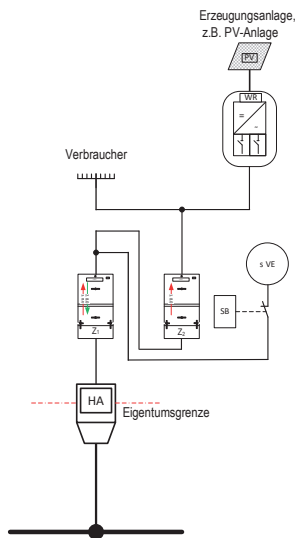 Erzeugungsanlage,
z.B. PV-Anlage
PV
WR
=
~
Verbraucher
s VE
SB
Z₁
Z₂
HA
Eigentumsgrenze